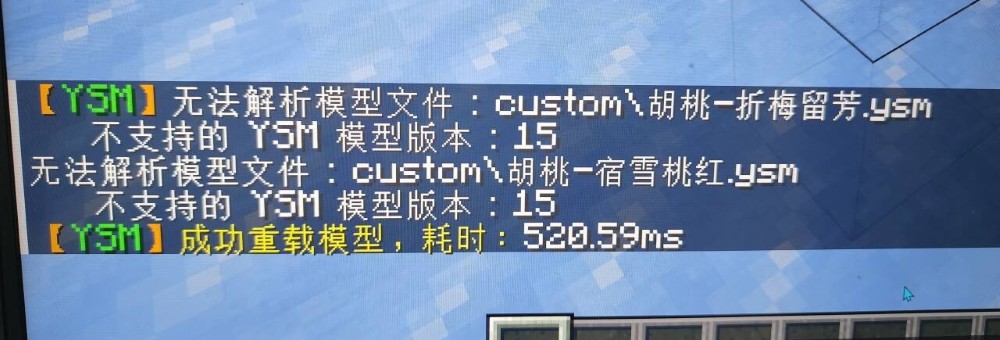 【YSM】无法解析模型文件：custom\胡桃-折梅留芳.ysm
不支持的 YSM 模型版本：15
无法解析模型文件：custom\胡桃-宿雪桃红.ysm
不支持的 YSM 模型版本：15
【YSM】成功重载模型，耗时：520.59ms